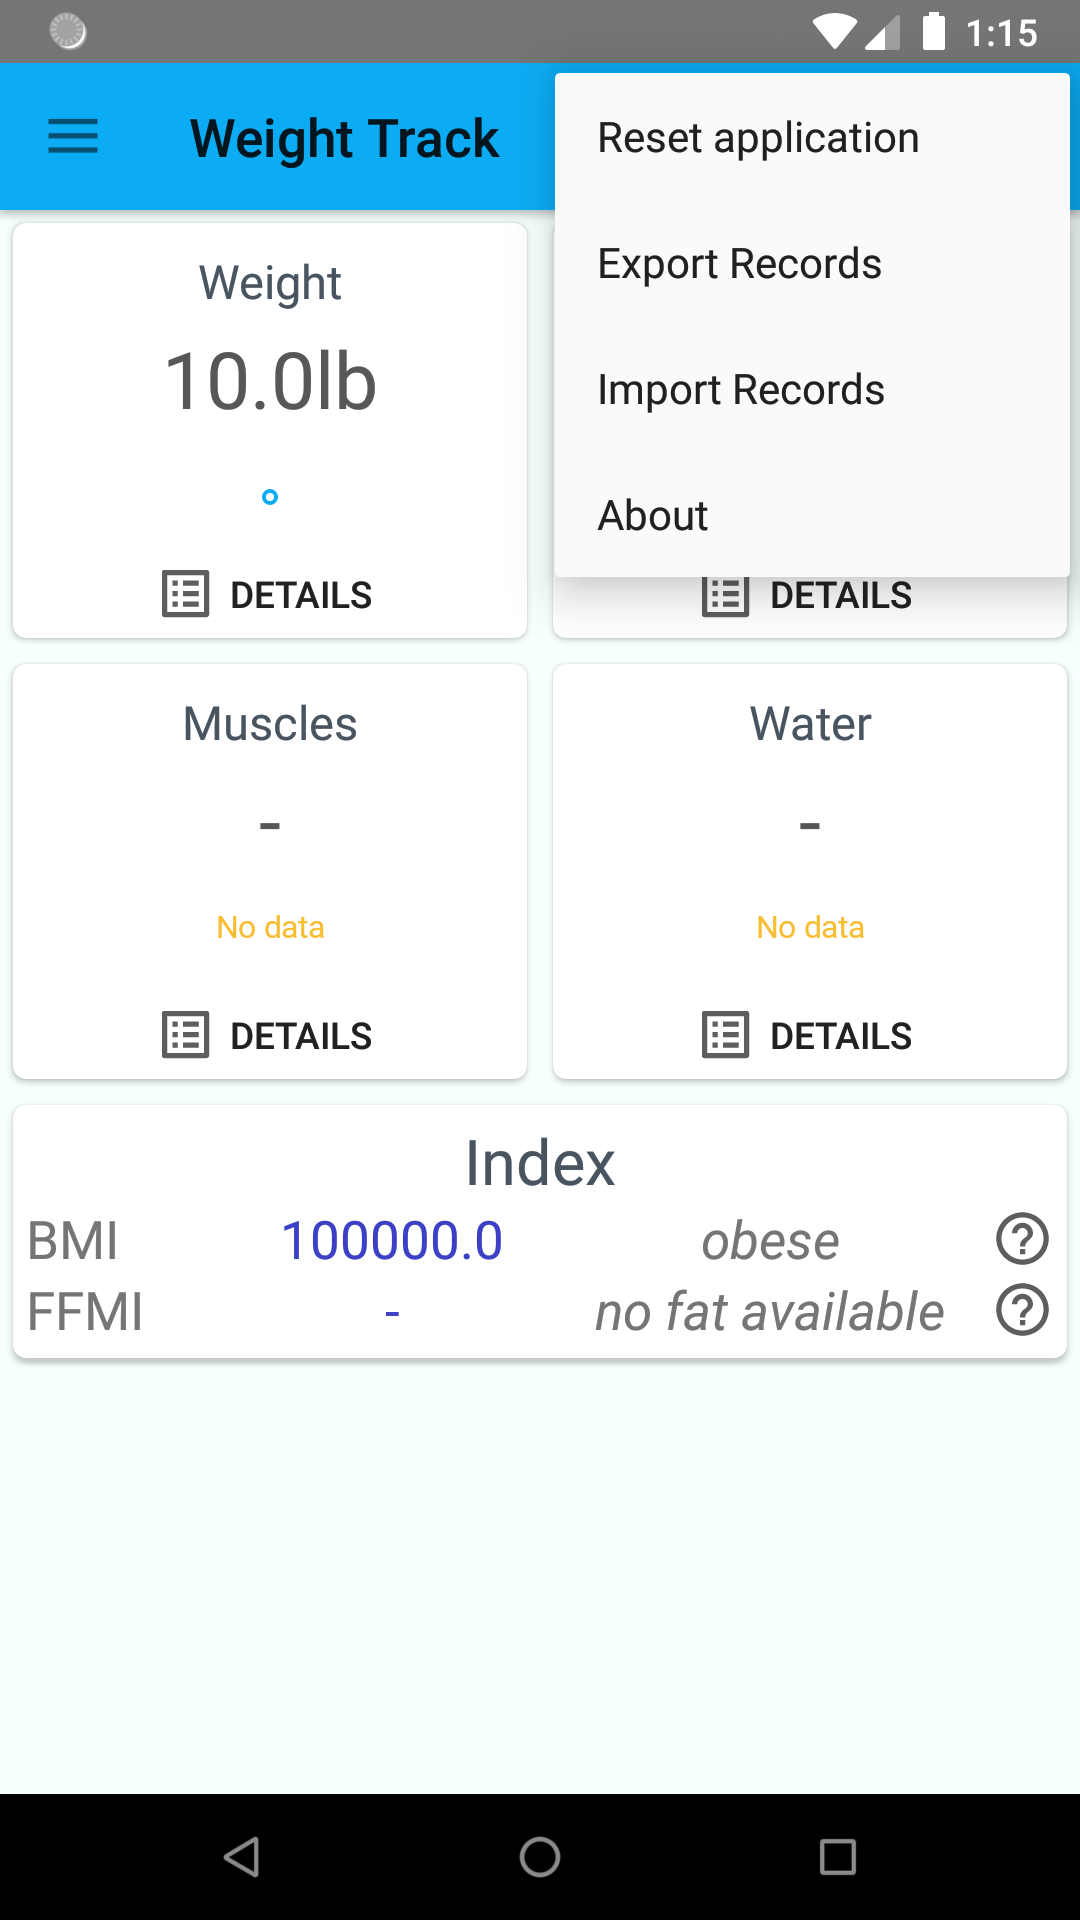 1:15
Weight Track
Reset application
Export Records
Import Records
About
Weight
10.0lb
DETAILS
DETAILS
Muscles
Water
-
-
No data
No data
DETAILS
DETAILS
Index
BMI 100000.0 obese
FFMI - no fat available